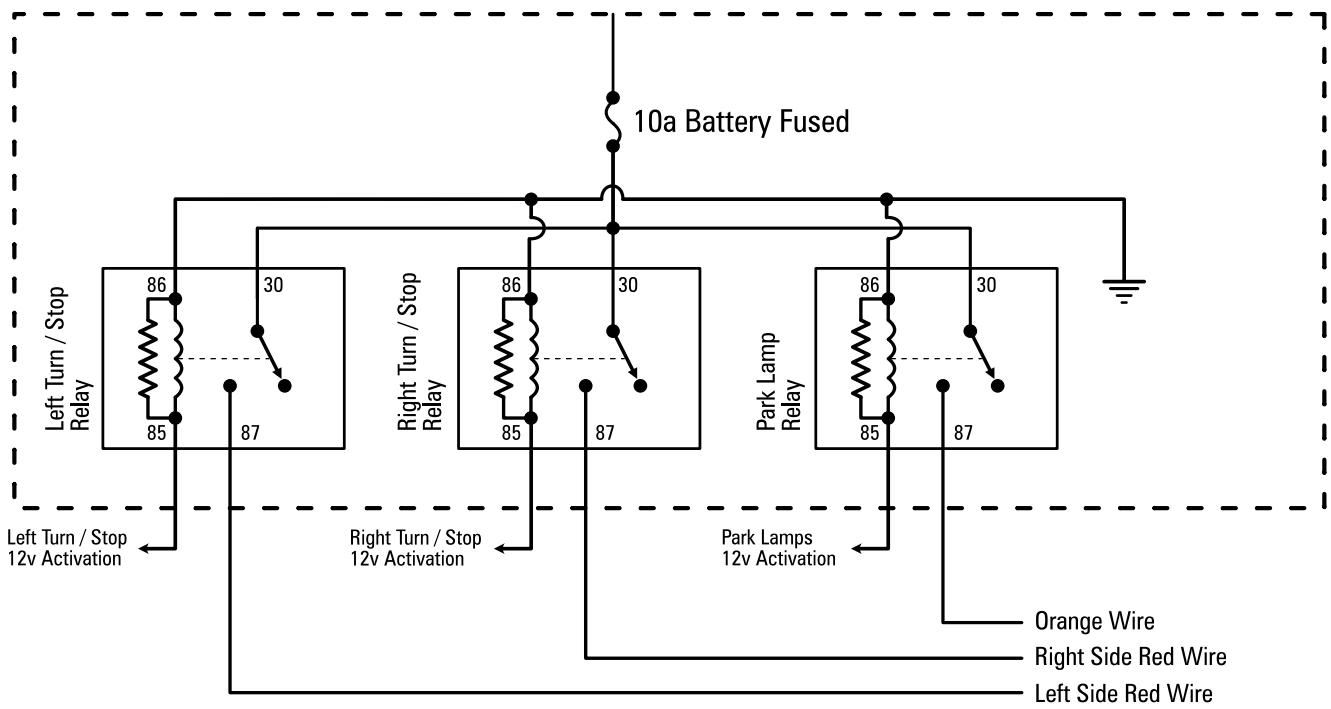 10a Battery Fused
86
30
86
30
86
30
Left Turn / Stop
Relay
Right Turn / Stop
Relay
Park Lamp
Relay
85
87
85
87
85
87
Left Turn / Stop
12v Activation
Right Turn / Stop
12v Activation
Park Lamps
12v Activation
Orange Wire
Right Side Red Wire
Left Side Red Wire